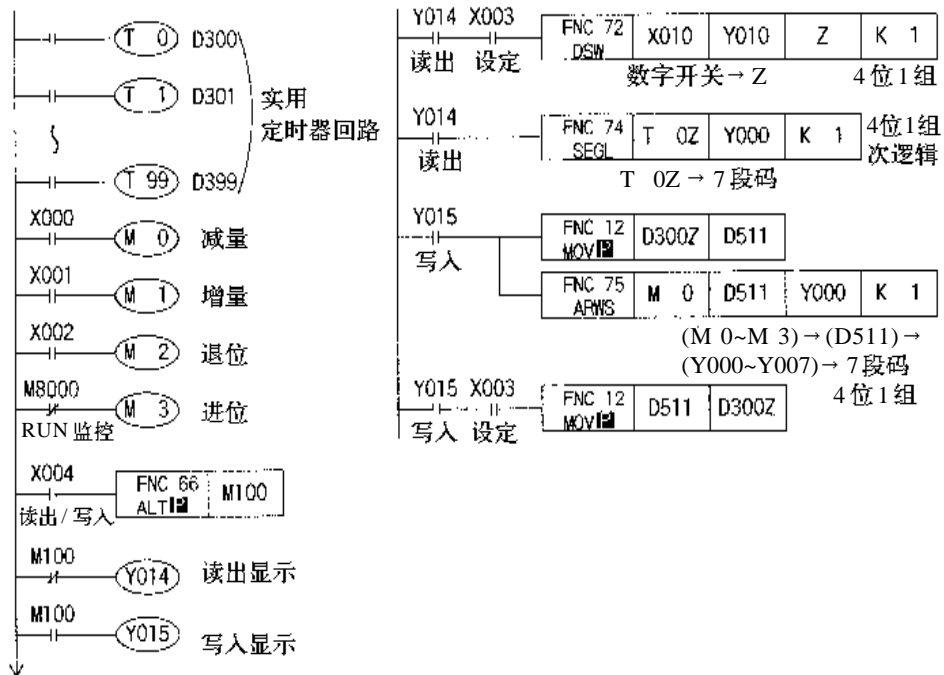 T 0 D300
T 1 D301
实用
定时器回路
T 99 D399
X000
M 0 减量
X001
M 1 增量
X002
M 2 退位
M8000
M 3 进位
RUN 监控
X004
FNC 66
ALT P M100
读出/写入
M100
Y014 读出显示
M100
Y015 写入显示
Y014 X003
FNC 72
DSW X010 Y010 Z K 1
读出 设定
数字开关→Z 4位1组
Y014
FNC 74
SEGL T 0Z Y000 K 1
4位1组
次逻辑
读出
T 0Z → 7段码
Y015
FNC 12
MOV P D300Z D511
写入
FNC 75
ARWS M 0 D511 Y000 K 1
(M 0~M 3)→(D511)→
(Y000~Y007)→ 7段码
4位1组
Y015 X003
FNC 12
MOV P D511 D300Z
写入 设定